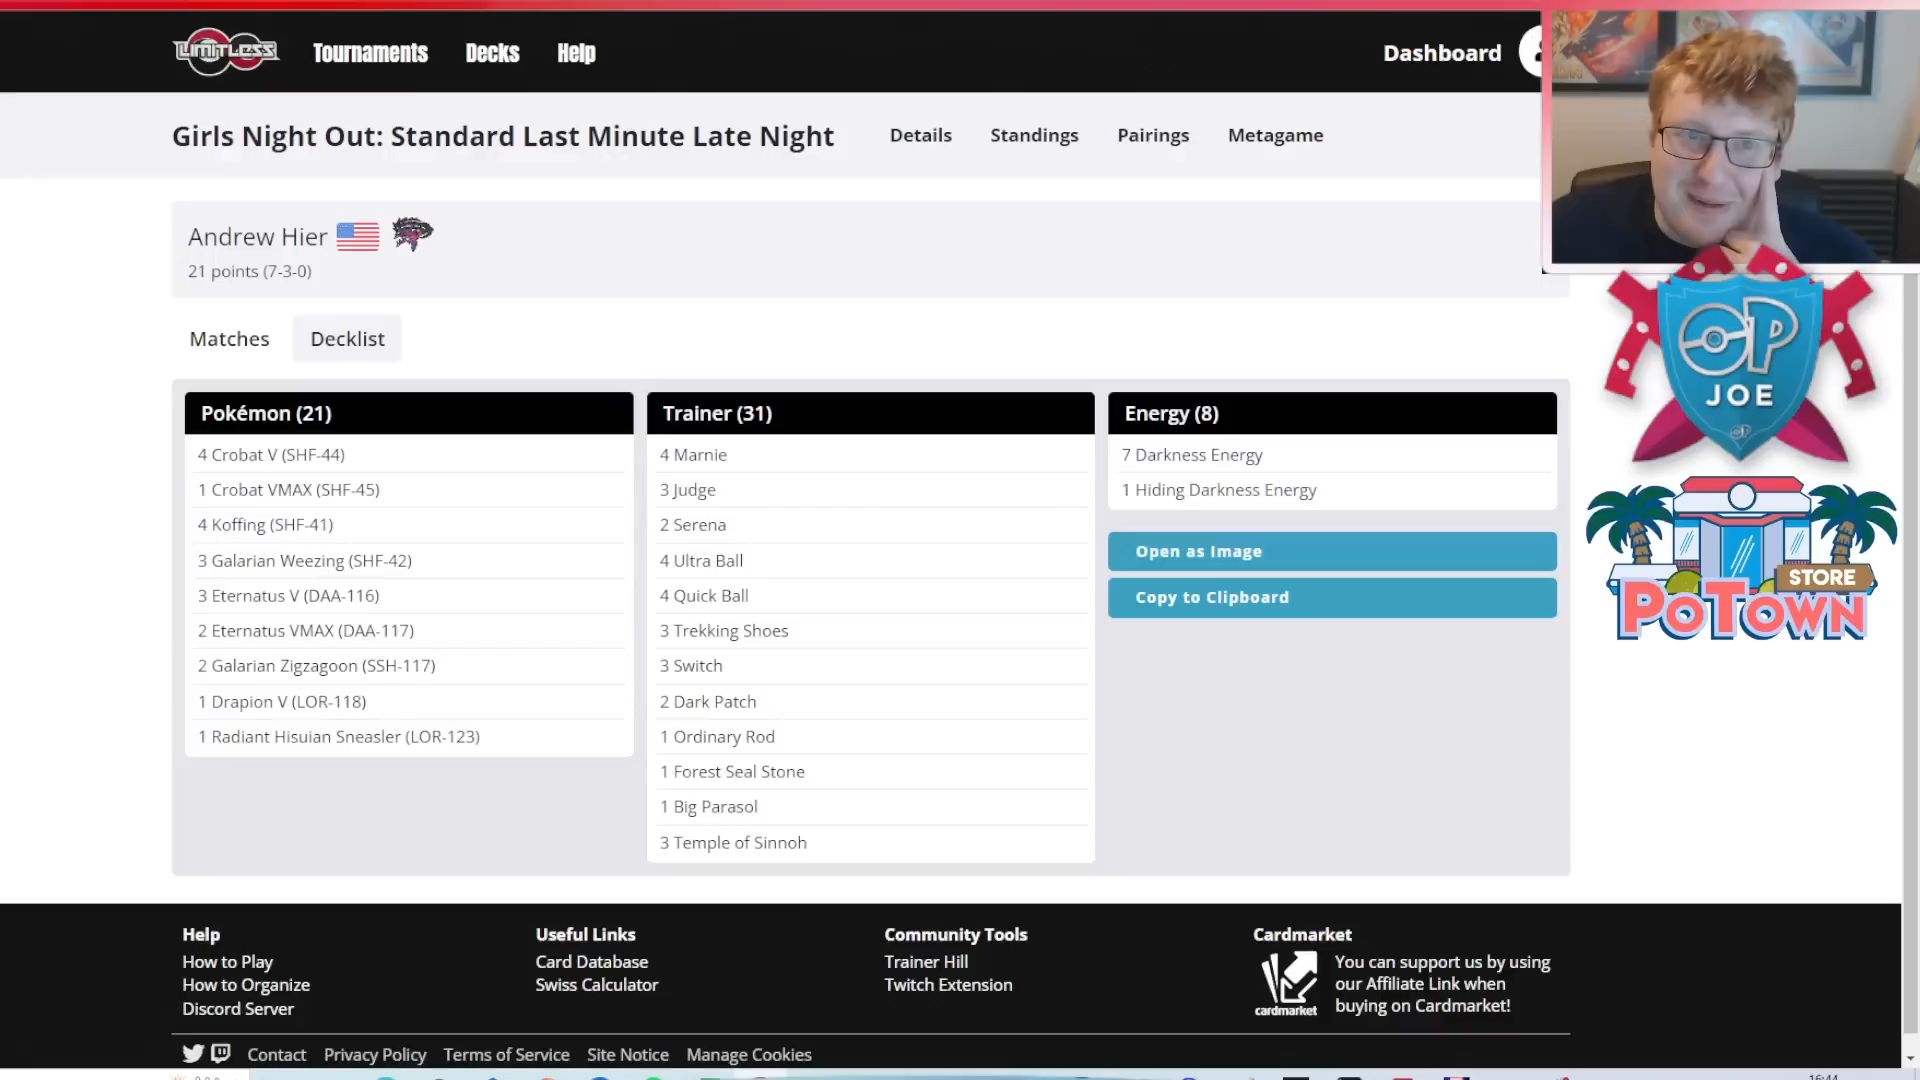 LIMITLESS
Tournaments
Decks
Help
Dashboard
Girls Night Out: Standard Last Minute Late Night
Details
Standings
Pairings
Metagame
Andrew Hier
21 points (7-3-0)
Matches
Decklist
Pokémon (21)
4 Crobat V (SHF-44)
1 Crobat VMAX (SHF-45)
4 Koffing (SHF-41)
3 Galarian Weezing (SHF-42)
3 Eternatus V (DAA-116)
2 Eternatus VMAX (DAA-117)
2 Galarian Zigzagoon (SSH-117)
1 Drapion V (LOR-118)
1 Radiant Hisuian Sneasler (LOR-123)
Trainer (31)
4 Marnie
3 Judge
2 Serena
4 Ultra Ball
4 Quick Ball
3 Trekking Shoes
3 Switch
2 Dark Patch
1 Ordinary Rod
1 Forest Seal Stone
1 Big Parasol
3 Temple of Sinnoh
Energy (8)
7 Darkness Energy
1 Hiding Darkness Energy
Open as Image
Copy to Clipboard
OP
JOE
STORE
PoTown
Help
How to Play
How to Organize
Discord Server
Useful Links
Card Database
Swiss Calculator
Community Tools
Trainer Hill
Twitch Extension
Cardmarket
cardmarket
You can support us by using
our Affiliate Link when
buying on Cardmarket!
Contact
Privacy Policy
Terms of Service
Site Notice
Manage Cookies